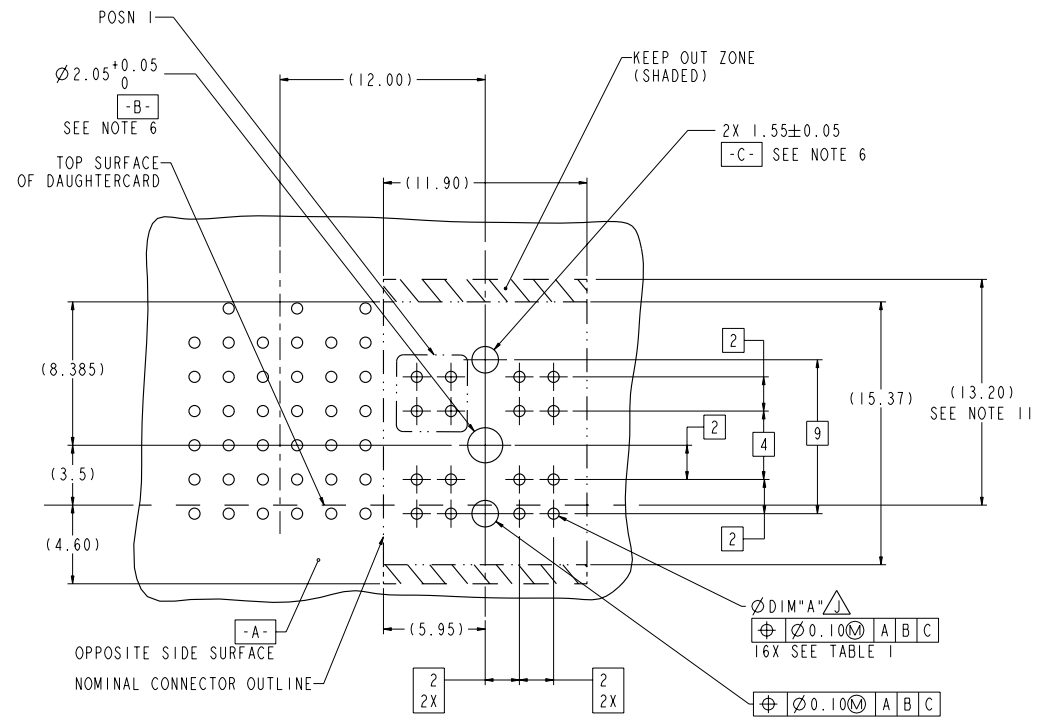 POSN 1
Ø2.05 +0.05
0
-B-
SEE NOTE 6
TOP SURFACE
OF DAUGHTERCARD
(12.00)
KEEP OUT ZONE
(SHADED)
2X 1.55±0.05
-C- SEE NOTE 6
(11.90)
(8.385)
(3.5)
(4.60)
2
2
4
9
2
(15.37)
(13.20)
SEE NOTE 11
(5.95)
-A-
OPPOSITE SIDE SURFACE
NOMINAL CONNECTOR OUTLINE
2
2X
2
2X
ØDIM"A" J
⌖ Ø0.10Ⓜ A B C
16X SEE TABLE 1
⌖ Ø0.10Ⓜ A B C